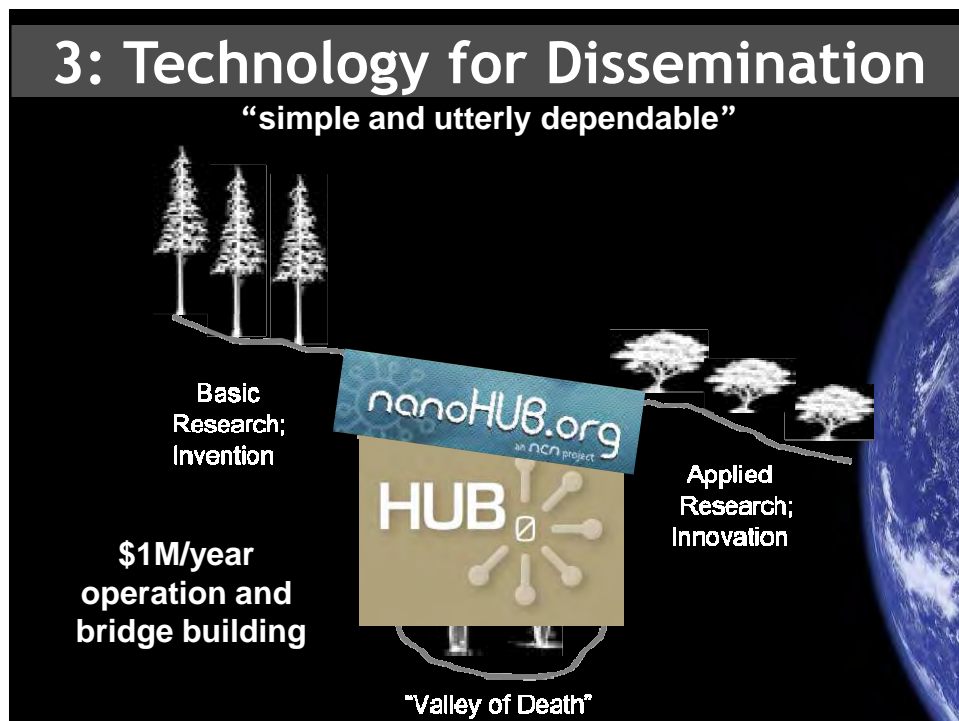 3: Technology for Dissemination
“simple and utterly dependable”
Basic
Research;
Invention
nanoHUB.org
an ncn project
HUB
0
Applied
Research;
Innovation
$1M/year
operation and
bridge building
“Valley of Death”